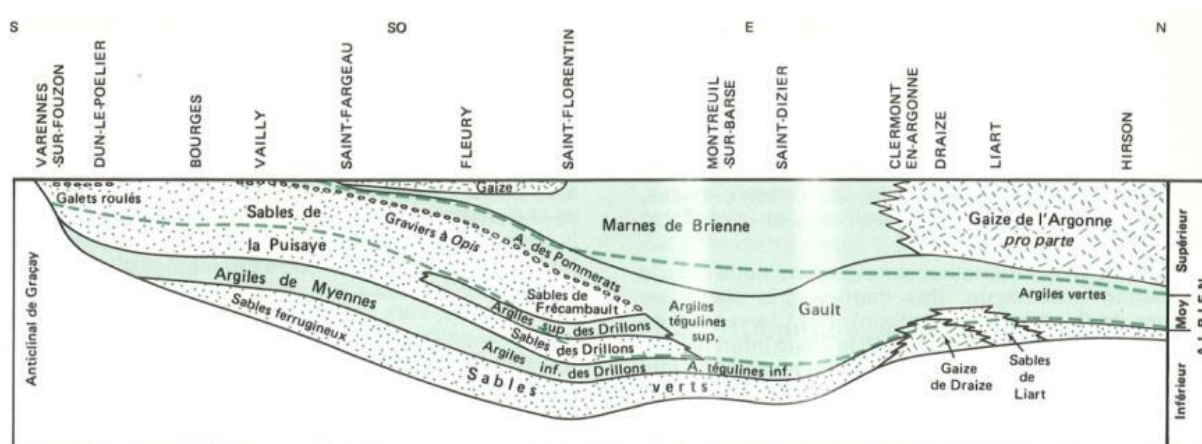 S
SO
E
N
VARENNES
-SUR-FOUZON
DUN-LE-POELIER
BOURGES
VAILLY
SAINT-FARGEAU
FLEURY
SAINT-FLORENTIN
MONTREUIL
-SUR-BARSE
SAINT-DIZIER
CLERMONT
EN-ARGONNE
DRAIZE
LIART
HIRSON
Anticlinal de Graçay
Galets roulés
Sables de
la Puisaye
Argiles de Myennes
Sables ferrugineux
Gaize
Graviers à Opis
A. des Pommerats
Sables de
Frécambault
Argiles sup. des Drillons
Sables des Drillons
Argiles inf. des Drillons
Sables verts
Argiles
tégulines
sup.
A. tégulines inf.
Marnes de Brienne
Gault
Gaize de l'Argonne
pro parte
Argiles vertes
Gaize
de Draize
Sables
de
Liart
Supérieur
Moy
Inférieur